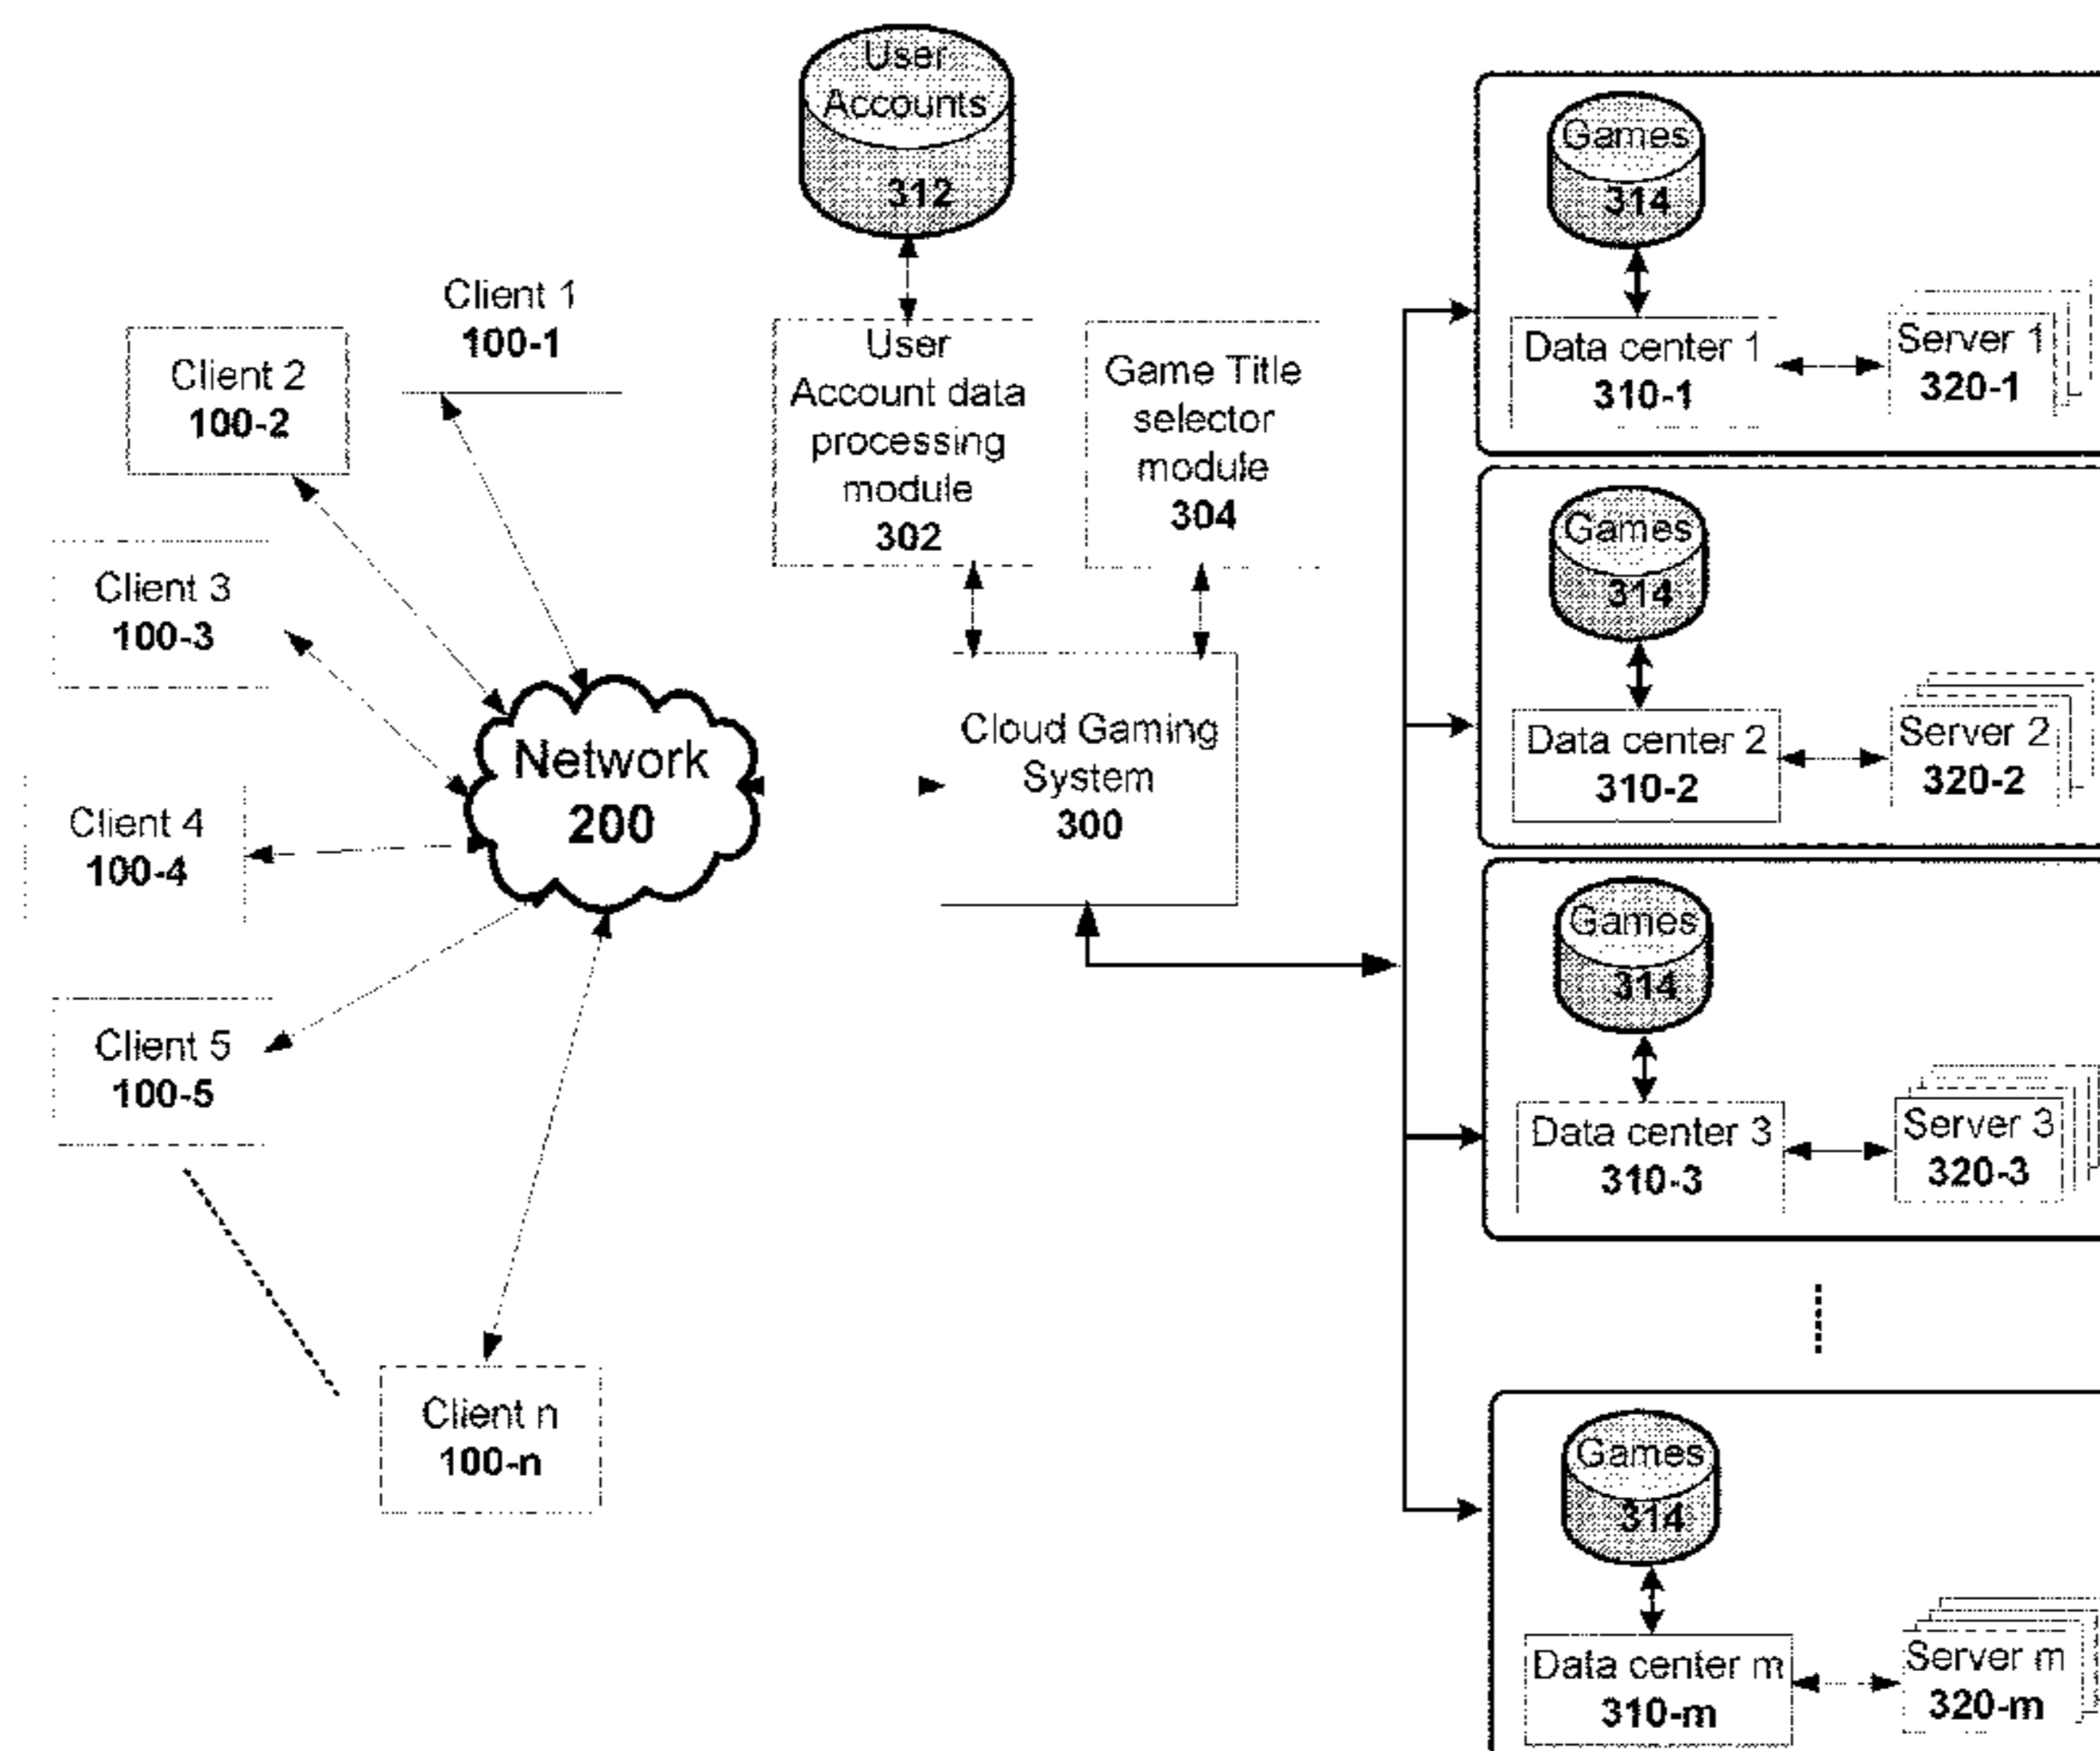 User
Accounts
312
Client 1
100-1
Client 2
100-2
Client 3
100-3
Client 4
100-4
Client 5
100-5
Client n
100-n
Network
200
User
Account data
processing
module
302
Game Title
selector
module
304
Cloud Gaming
System
300
Games
314
Data center 1
310-1
Server 1
320-1
Games
314
Data center 2
310-2
Server 2
320-2
Games
314
Data center 3
310-3
Server 3
320-3
Games
314
Data center m
310-m
Server m
320-m